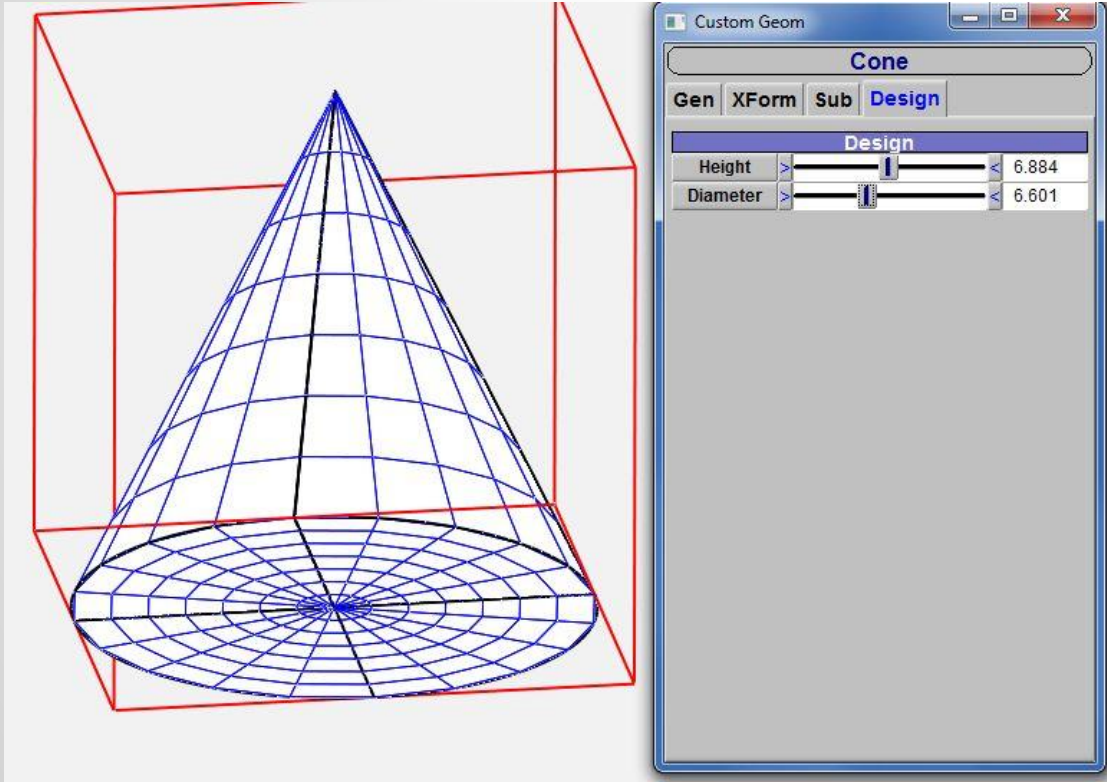 Custom Geom
Cone
Gen XForm Sub Design
Design
Height > < 6.884
Diameter > < 6.601